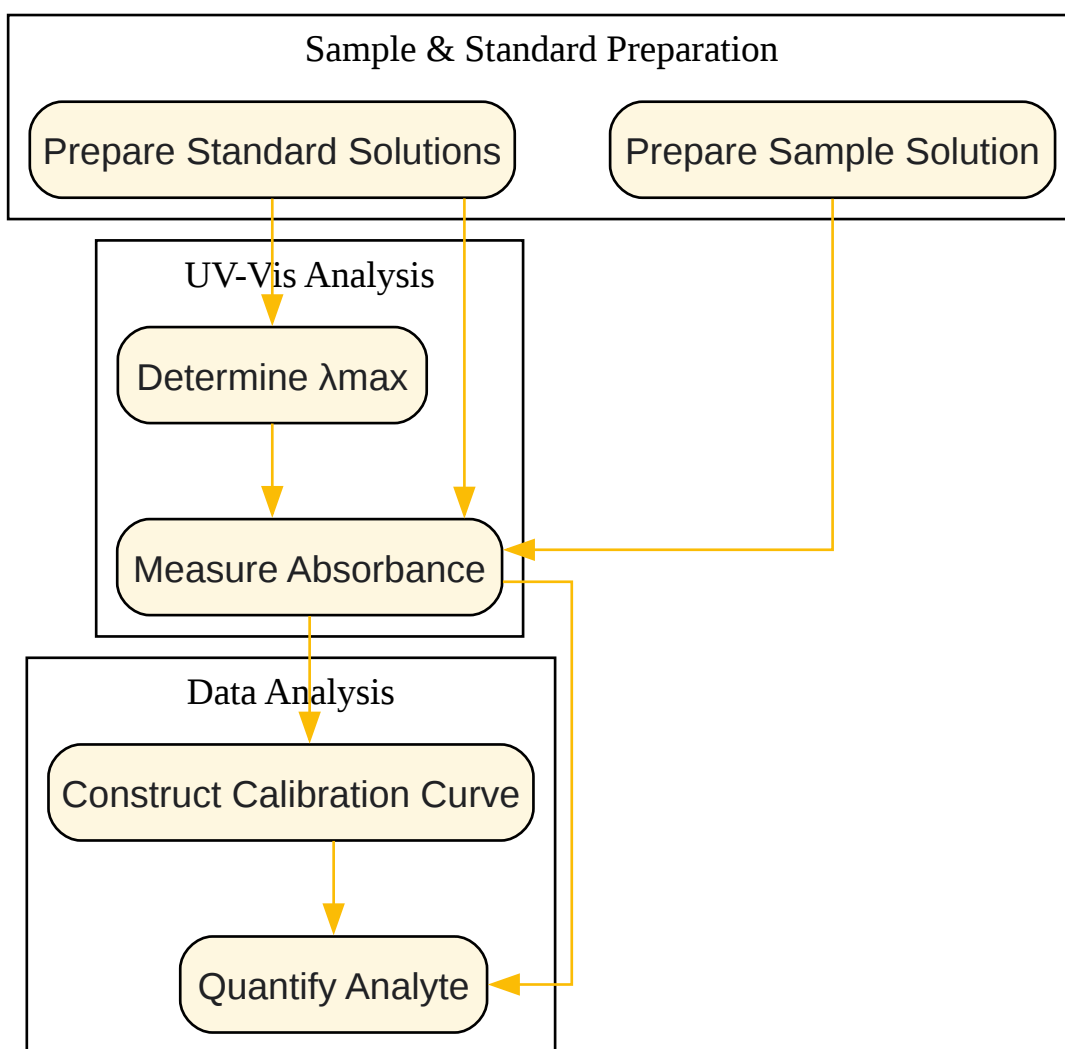 Sample & Standard Preparation
Prepare Standard Solutions
Prepare Sample Solution
UV-Vis Analysis
Determine λmax
Measure Absorbance
Data Analysis
Construct Calibration Curve
Quantify Analyte